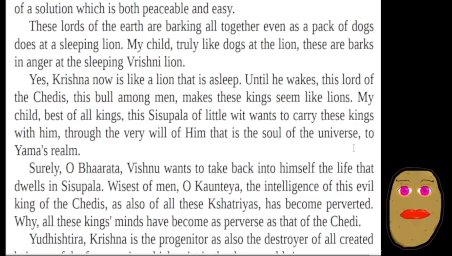 of a solution which is both peaceable and easy.
These lords of the earth are barking all together even as a pack of dogs
does at a sleeping lion. My child, truly like dogs at the lion, these are barks
in anger at the sleeping Vrishni lion.
Yes, Krishna now is like a lion that is asleep. Until he wakes, this lord of
the Chedis, this bull among men, makes these kings seem like lions. My
child, best of all kings, this Sisupala of little wit wants to carry these kings
with him, through the very will of Him that is the soul of the universe, to
Yama's realm.
Surely, O Bhaarata, Vishnu wants to take back into himself the life that
dwells in Sisupala. Wisest of men, O Kaunteya, the intelligence of this evil
king of the Chedis, as also of all these Kshatriyas, has become perverted.
Why, all these kings' minds have become as perverse as that of the Chedi.
Yudhishtira, Krishna is the progenitor as also the destroyer of all created